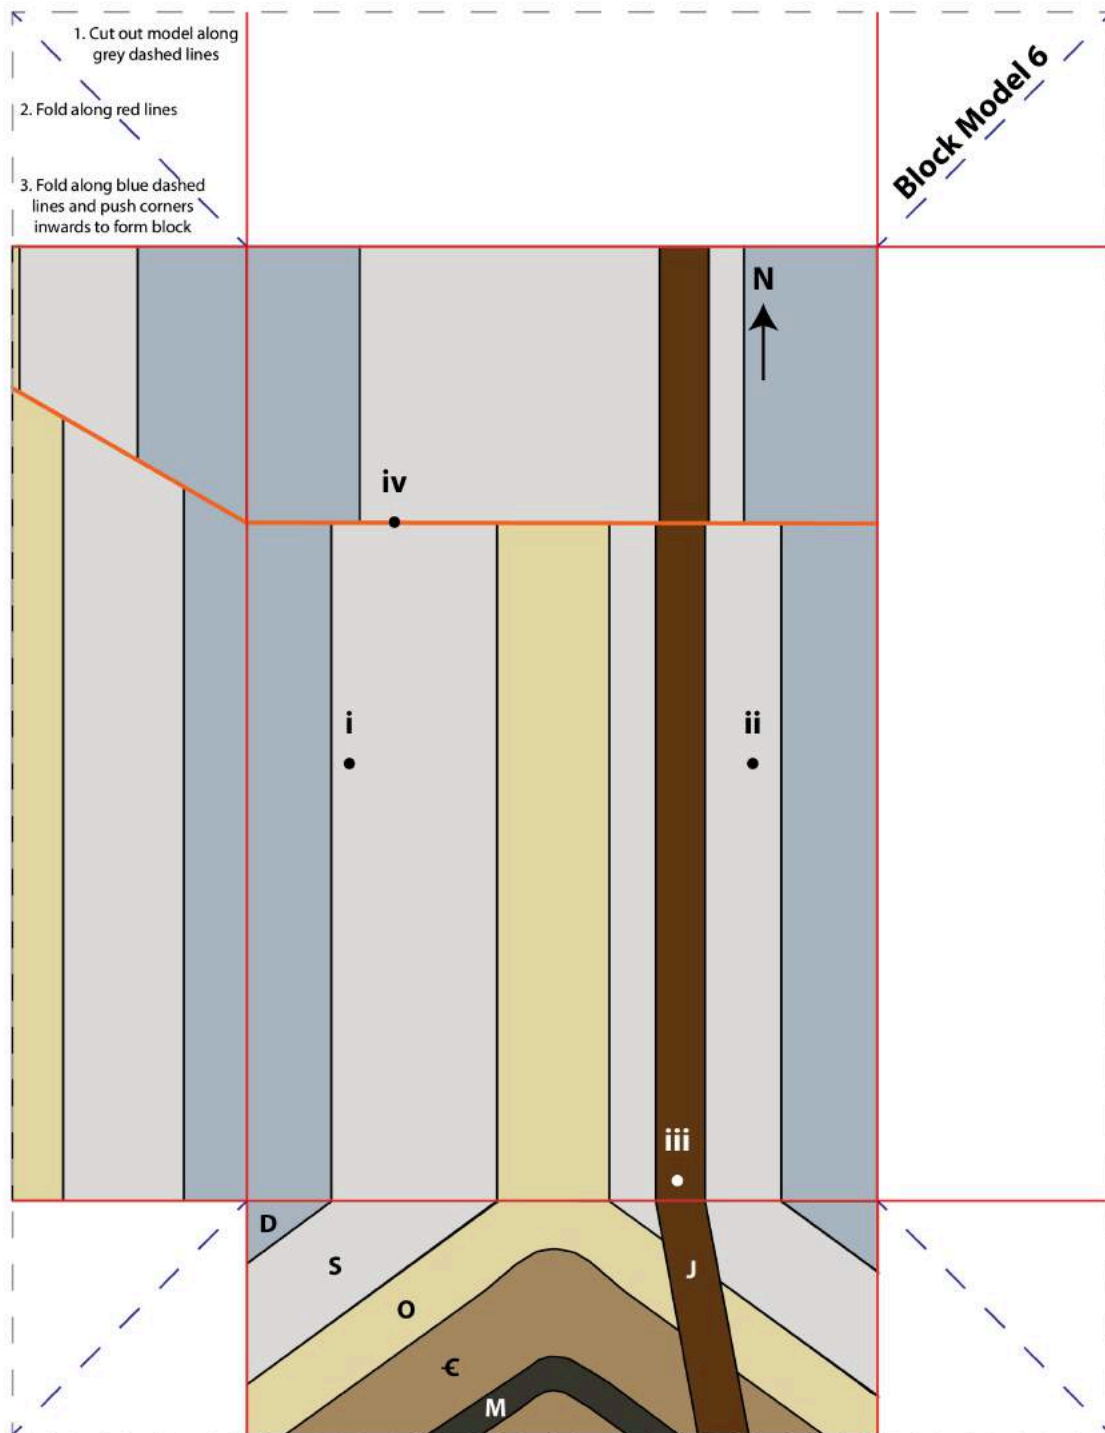 1. Cut out model along
grey dashed lines
2. Fold along red lines
3. Fold along blue dashed
lines and push corners
inwards to form block
Block Model 6
N
iv
i
ii
iii
D
S
J
O
Ꞓ
M